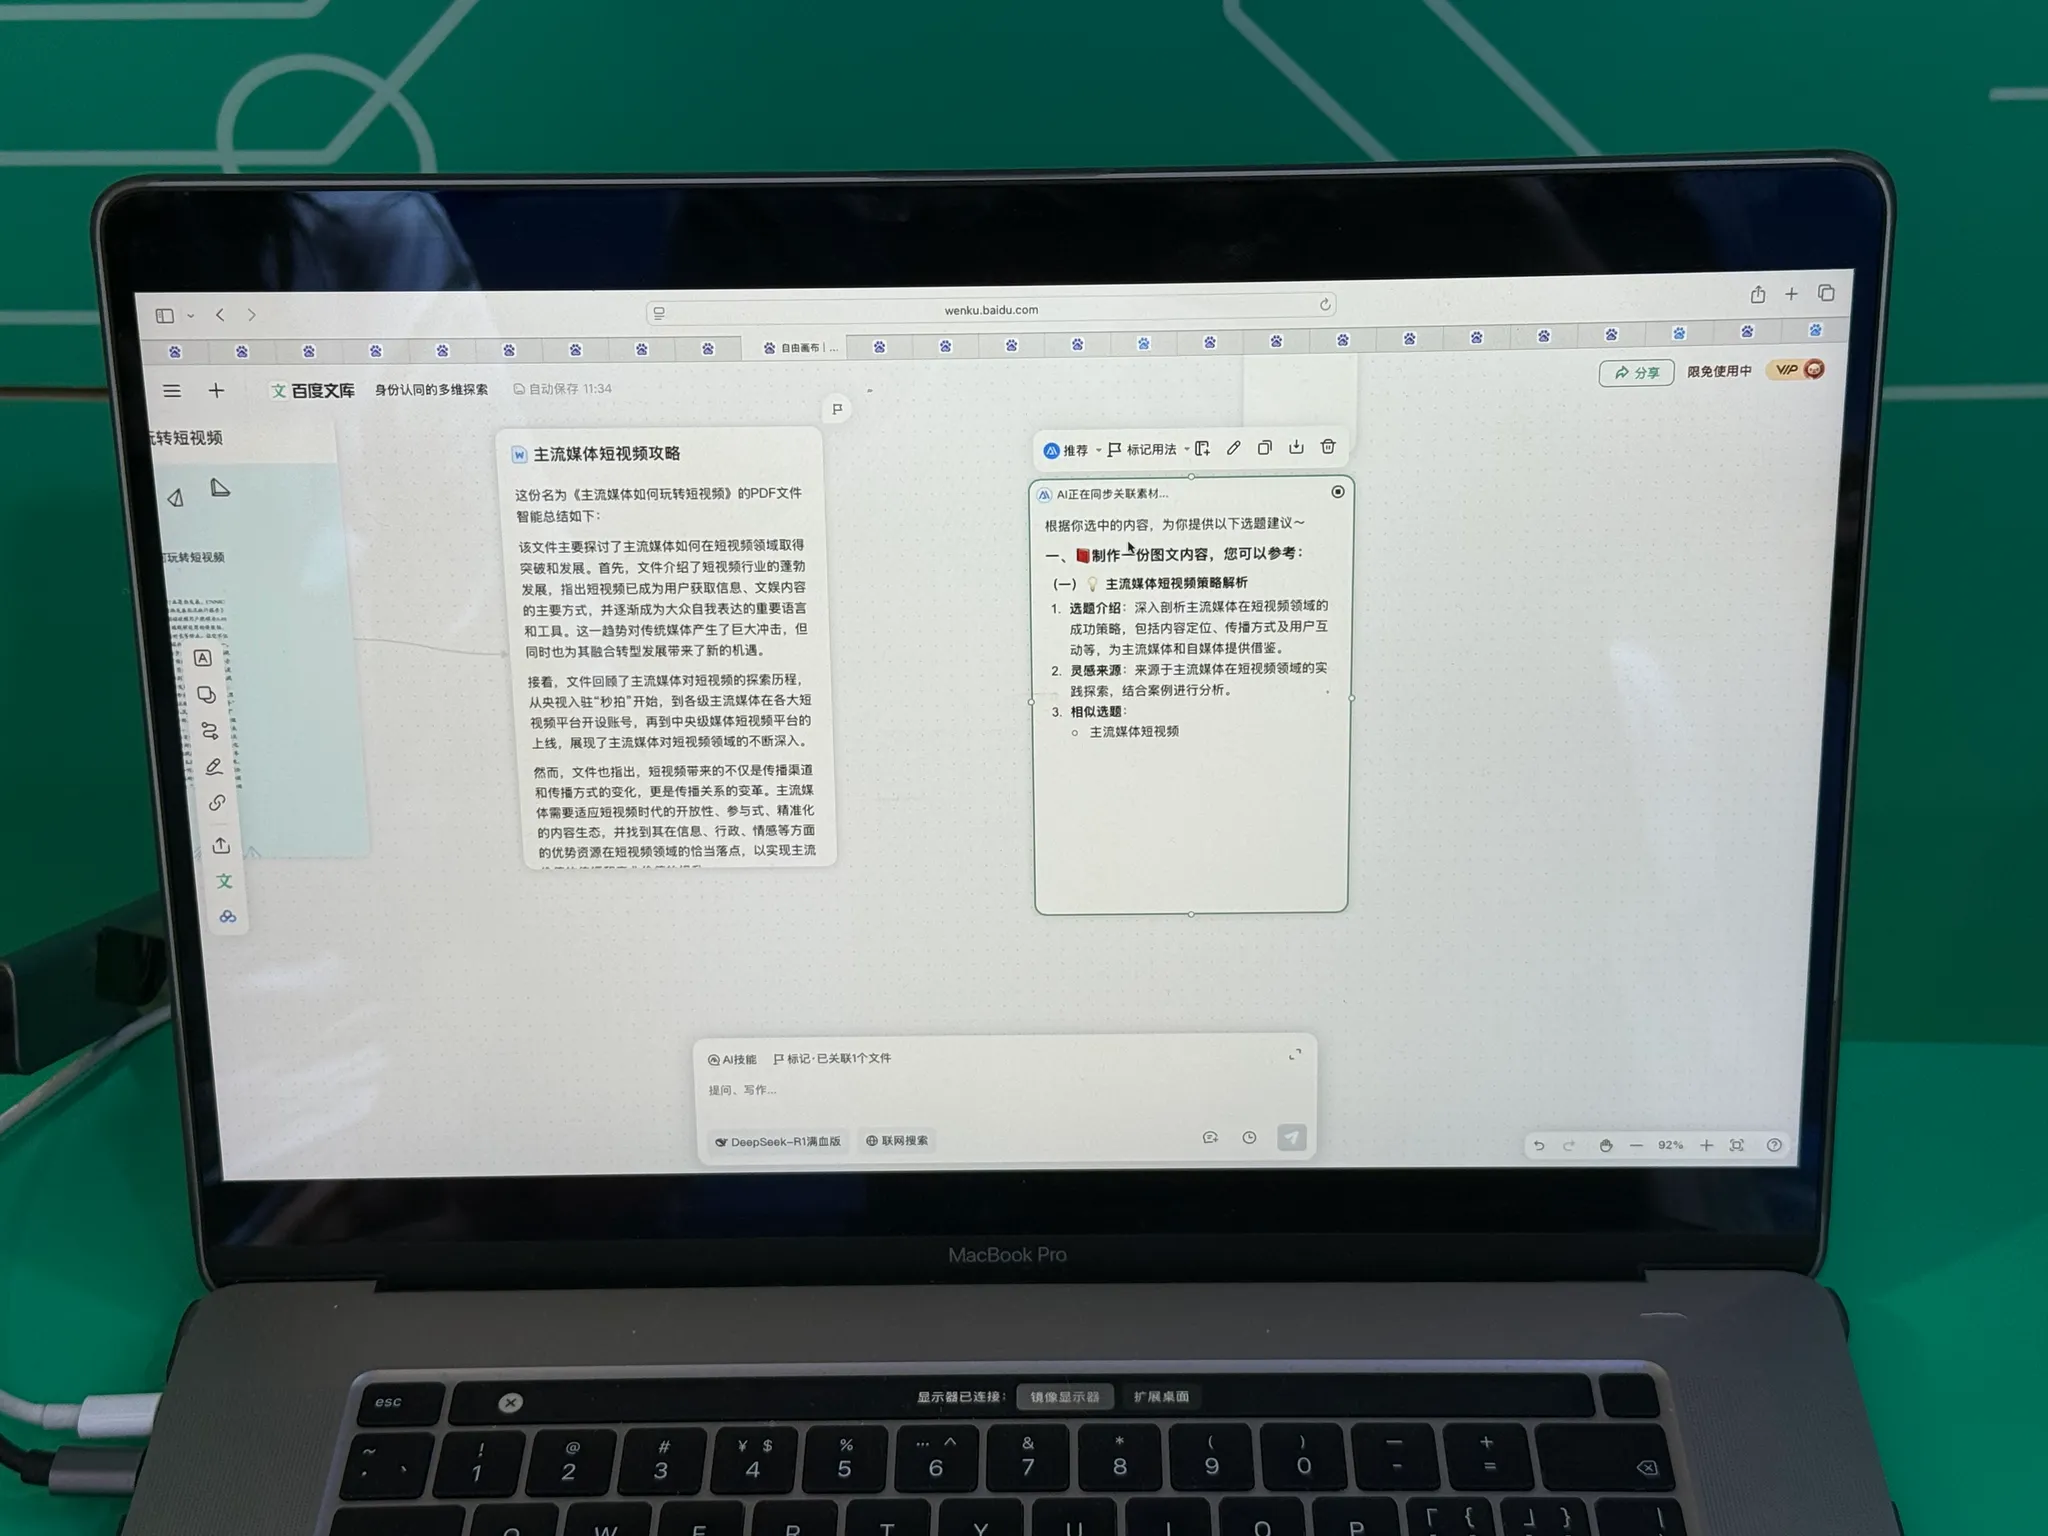 wenku.baidu.com
自由画布 | ...
百度文库
身份认同的多维探索
自动保存 11:34
分享
限免使用中
VIP
玩转短视频
可玩转短视频
W 主流媒体短视频攻略
这份名为《主流媒体如何玩转短视频》的PDF文件
智能总结如下：
该文件主要探讨了主流媒体如何在短视频领域取得
突破和发展。首先，文件介绍了短视频行业的蓬勃
发展，指出短视频已成为用户获取信息、文娱内容
的主要方式，并逐渐成为大众自我表达的重要语言
和工具。这一趋势对传统媒体产生了巨大冲击，但
同时也为其融合转型发展带来了新的机遇。
接着，文件回顾了主流媒体对短视频的探索历程，
从央视入驻“秒拍”开始，到各级主流媒体在各大短
视频平台开设账号，再到中央级媒体短视频平台的
上线，展现了主流媒体对短视频领域的不断深入。
然而，文件也指出，短视频带来的不仅是传播渠道
和传播方式的变化，更是传播关系的变革。主流媒
体需要适应短视频时代的开放性、参与式、精准化
的内容生态，并找到其在信息、行政、情感等方面
的优势资源在短视频领域的恰当落点，以实现主流
推荐
标记用法
AI正在同步关联素材...
根据你选中的内容，为你提供以下选题建议～
一、📕制作一份图文内容，您可以参考：
（一）💡 主流媒体短视频策略解析
1. 选题介绍：深入剖析主流媒体在短视频领域的
成功策略，包括内容定位、传播方式及用户互
动等，为主流媒体和自媒体提供借鉴。
2. 灵感来源：来源于主流媒体在短视频领域的实
践探索，结合案例进行分析。
3. 相似选题：
○ 主流媒体短视频
A
文
AI技能 标记·已关联1个文件
提问、写作...
DeepSeek-R1满血版 联网搜索
92%
MacBook Pro
esc
显示器已连接： 镜像显示器 扩展桌面
~ ! @ # ¥ $ % … ^ & * ( ) — +
· ` 1 2 3 4 5 6 7 8 9 0 - =
Q W E R T Y U I O P 「 { 」 } |